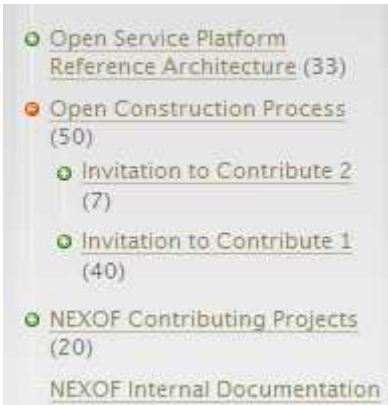 Open Service Platform
Reference Architecture (33)
Open Construction Process
(50)
Invitation to Contribute 2
(7)
Invitation to Contribute 1
(40)
NEXOF Contributing Projects
(20)
NEXOF Internal Documentation